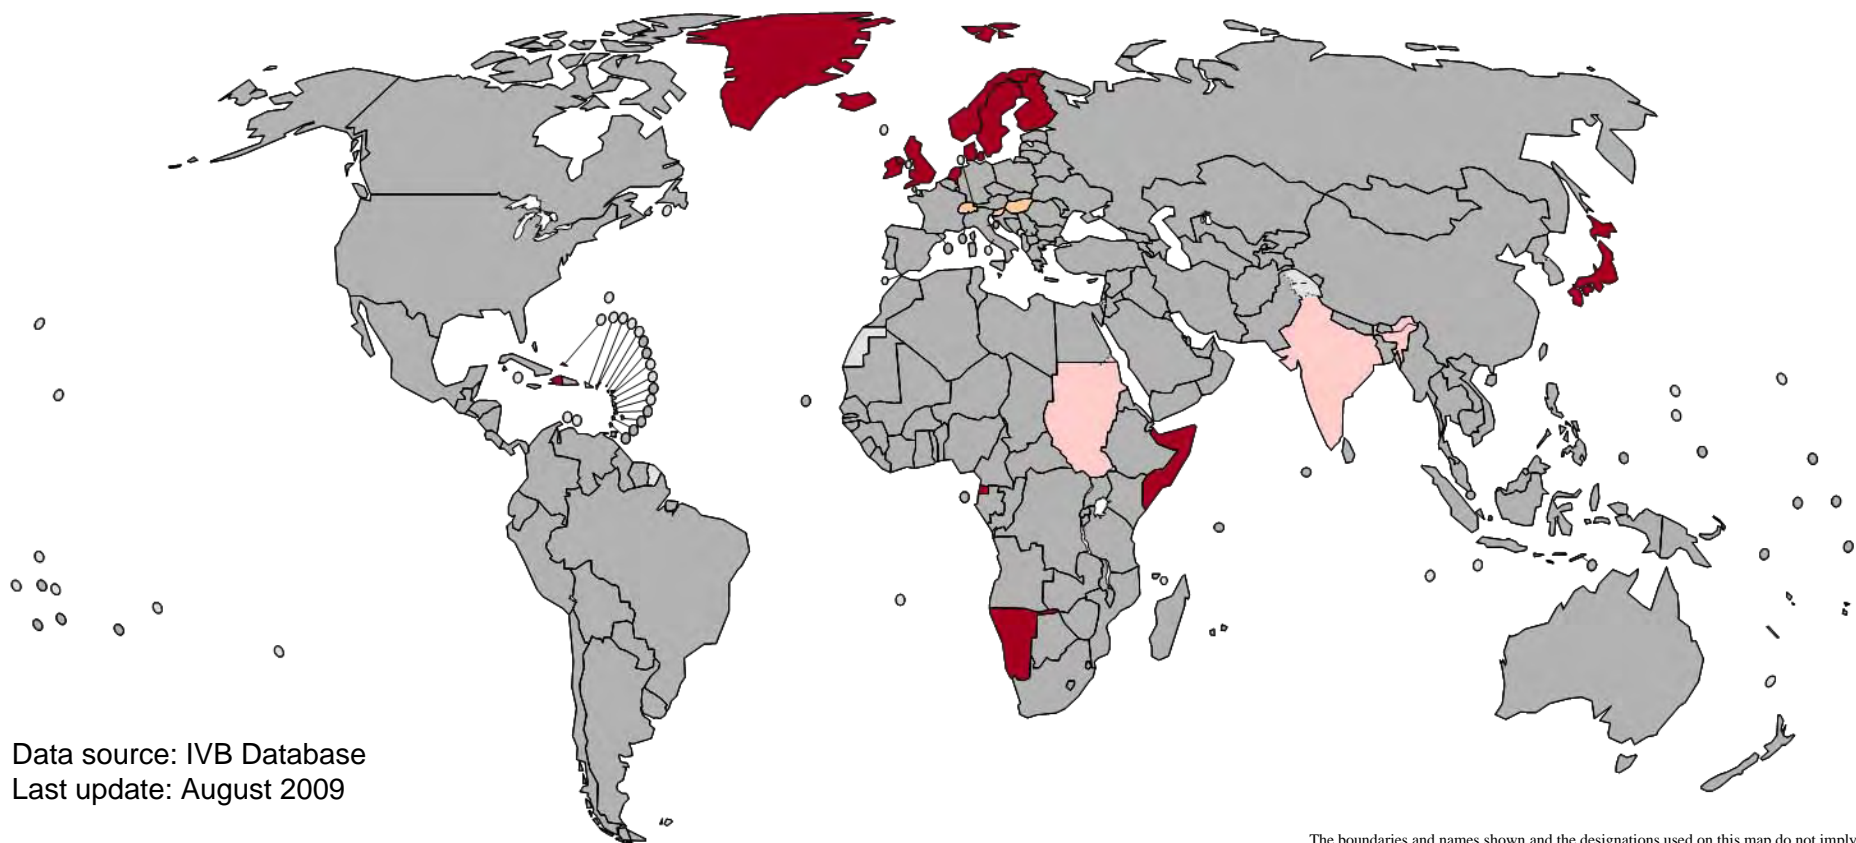 Data source: IVB Database
Last update: August 2009
The boundaries and names shown and the designations used on this map do not imply